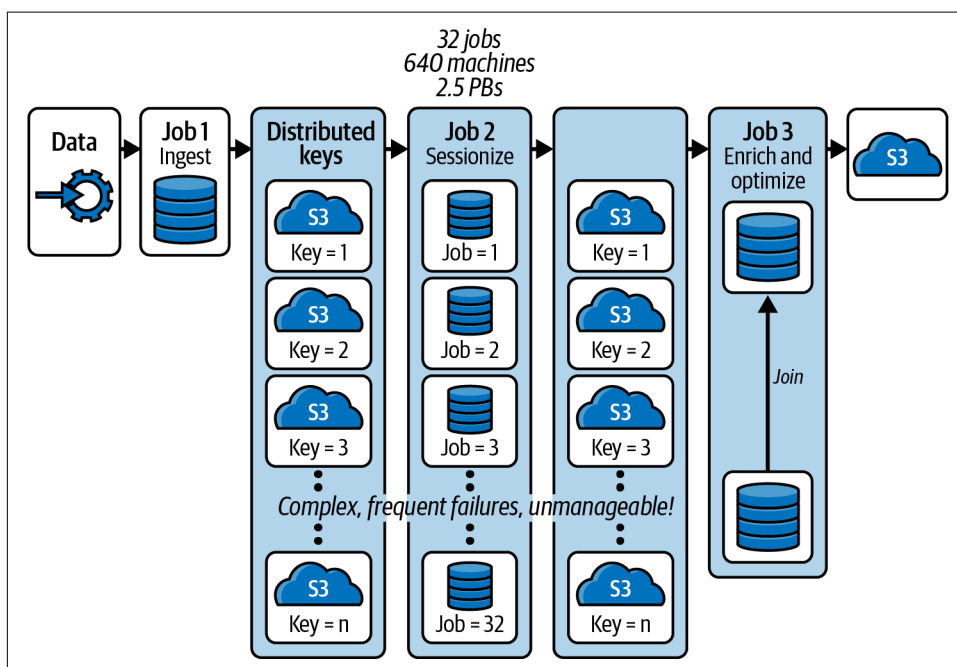 32 jobs
640 machines
2.5 PBs
Data
Job 1
Ingest
Distributed
keys
S3
Key = 1
S3
Key = 2
S3
Key = 3
S3
Key = n
Job 2
Sessionize
Job = 1
Job = 2
Job = 3
Job = 32
S3
Key = 1
S3
Key = 2
S3
Key = 3
S3
Key = n
Complex, frequent failures, unmanageable!
Job 3
Enrich and
optimize
Join
S3